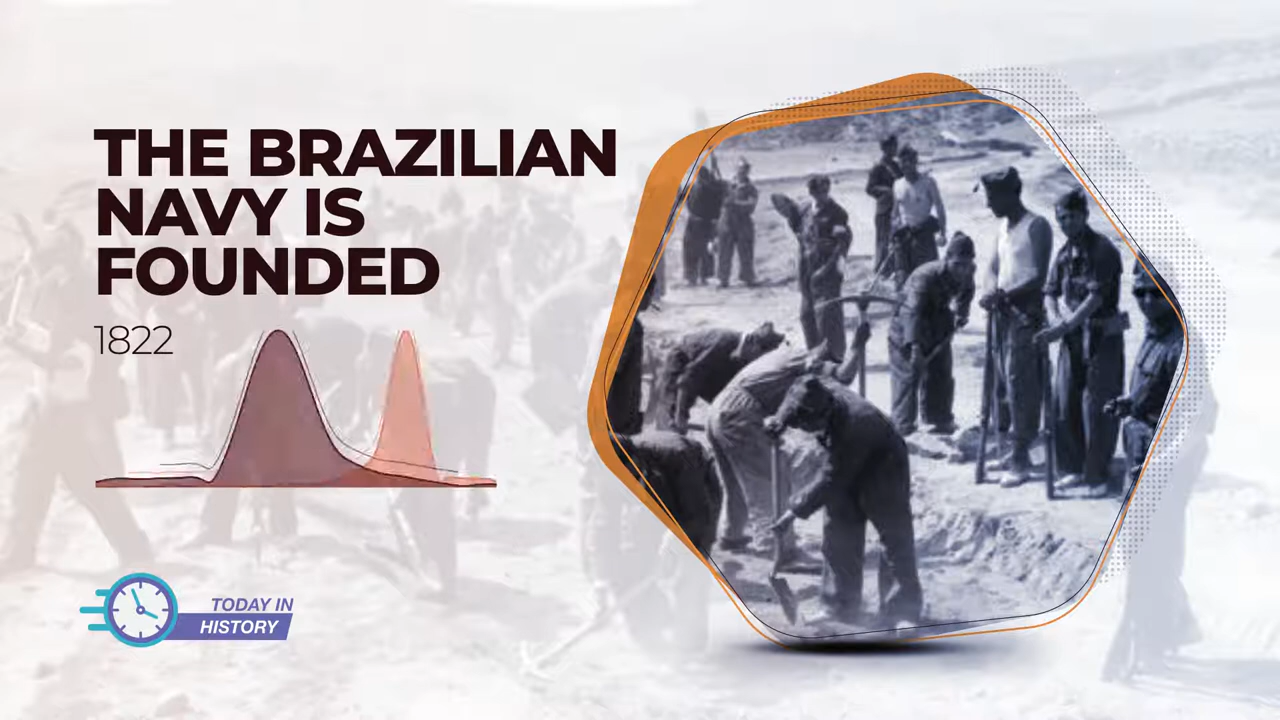 THE BRAZILIAN
NAVY IS
FOUNDED
1822
TODAY IN
HISTORY